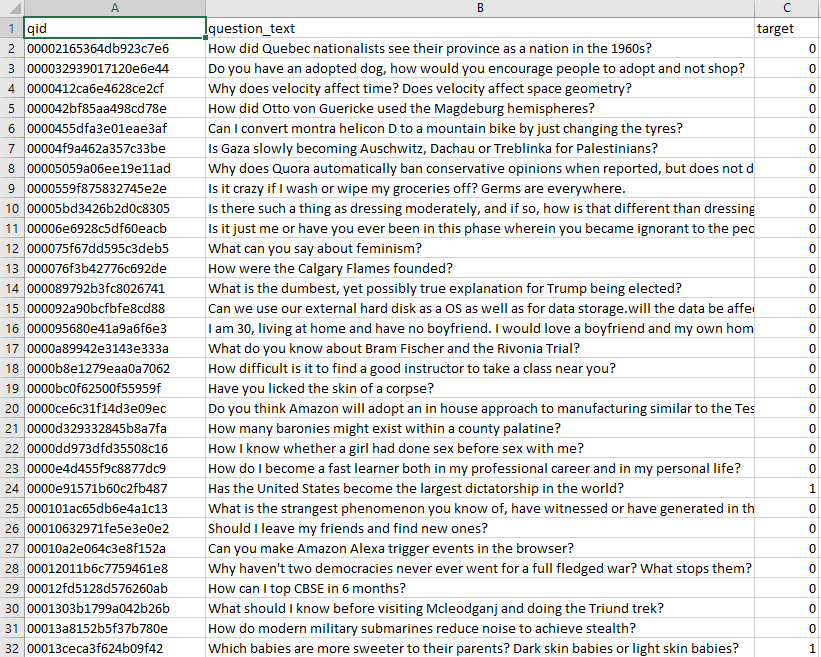 A B C
1 qid question_text target
2 00002165364db923c7e6 How did Quebec nationalists see their province as a nation in the 1960s? 0
3 000032939017120e6e44 Do you have an adopted dog, how would you encourage people to adopt and not shop? 0
4 0000412ca6e4628ce2cf Why does velocity affect time? Does velocity affect space geometry? 0
5 000042bf85aa498cd78e How did Otto von Guericke used the Magdeburg hemispheres? 0
6 0000455dfa3e01eae3af Can I convert montra helicon D to a mountain bike by just changing the tyres? 0
7 00004f9a462a357c33be Is Gaza slowly becoming Auschwitz, Dachau or Treblinka for Palestinians? 0
8 00005059a06ee19e11ad Why does Quora automatically ban conservative opinions when reported, but does not d 0
9 0000559f875832745e2e Is it crazy if I wash or wipe my groceries off? Germs are everywhere. 0
10 00005bd3426b2d0c8305 Is there such a thing as dressing moderately, and if so, how is that different than dressing 0
11 00006e6928c5df60eacb Is it just me or have you ever been in this phase wherein you became ignorant to the peo 0
12 000075f67dd595c3deb5 What can you say about feminism? 0
13 000076f3b42776c692de How were the Calgary Flames founded? 0
14 000089792b3fc8026741 What is the dumbest, yet possibly true explanation for Trump being elected? 0
15 000092a90bcfbfe8cd88 Can we use our external hard disk as a OS as well as for data storage.will the data be affe 0
16 000095680e41a9a6f6e3 I am 30, living at home and have no boyfriend. I would love a boyfriend and my own hom 0
17 0000a89942e3143e333a What do you know about Bram Fischer and the Rivonia Trial? 0
18 0000b8e1279eaa0a7062 How difficult is it to find a good instructor to take a class near you? 0
19 0000bc0f62500f55959f Have you licked the skin of a corpse? 0
20 0000ce6c31f14d3e09ec Do you think Amazon will adopt an in house approach to manufacturing similar to the Tes 0
21 0000d329332845b8a7fa How many baronies might exist within a county palatine? 0
22 0000dd973dfd35508c16 How I know whether a girl had done sex before sex with me? 0
23 0000e4d455f9c8877dc9 How do I become a fast learner both in my professional career and in my personal life? 0
24 0000e91571b60c2fb487 Has the United States become the largest dictatorship in the world? 1
25 000101ac65db6e4a1c13 What is the strangest phenomenon you know of, have witnessed or have generated in th 0
26 00010632971fe5e3e0e2 Should I leave my friends and find new ones? 0
27 00010a2e064c3e8f152a Can you make Amazon Alexa trigger events in the browser? 0
28 00012011b6c7759461e8 Why haven't two democracies never ever went for a full fledged war? What stops them? 0
29 00012fd5128d576260ab How can I top CBSE in 6 months? 0
30 0001303b1799a042b26b What should I know before visiting Mcleodganj and doing the Triund trek? 0
31 00013a8152b5f37b780e How do modern military submarines reduce noise to achieve stealth? 0
32 00013ceca3f624b09f42 Which babies are more sweeter to their parents? Dark skin babies or light skin babies? 1